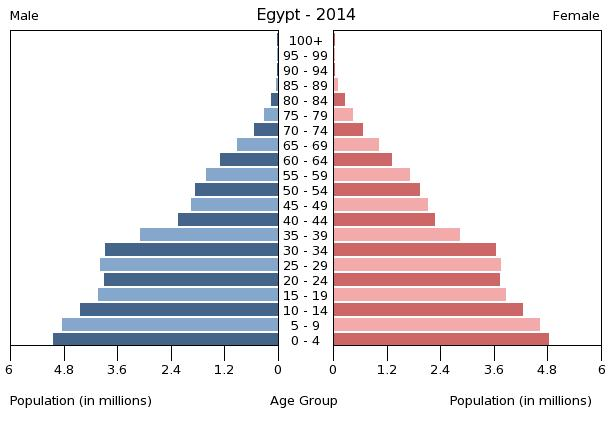 Egypt - 2014
Male
Female
100+
95 - 99
90 - 94
85 - 89
80 - 84
75 - 79
70 - 74
65 - 69
60 - 64
55 - 59
50 - 54
45 - 49
40 - 44
35 - 39
30 - 34
25 - 29
20 - 24
15 - 19
10 - 14
5 - 9
0 - 4
6 4.8 3.6 2.4 1.2 0 0 1.2 2.4 3.6 4.8 6
Population (in millions) Age Group Population (in millions)